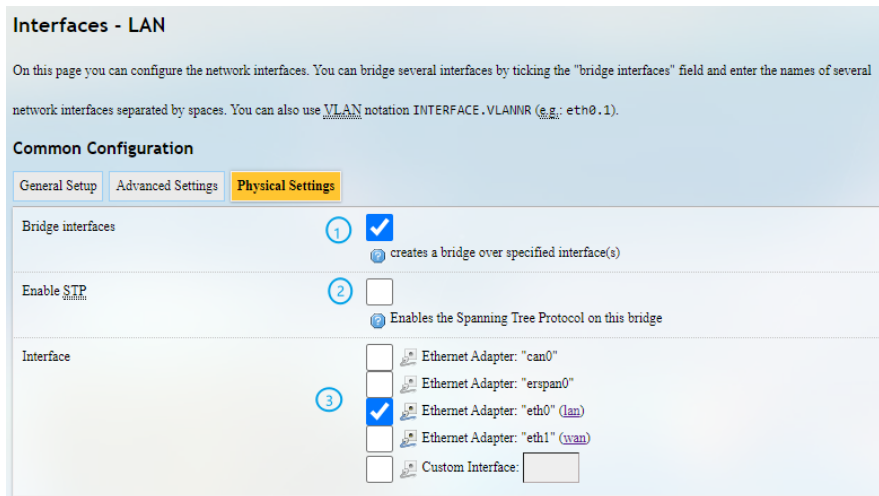 Interfaces - LAN
On this page you can configure the network interfaces. You can bridge several interfaces by ticking the "bridge interfaces" field and enter the names of several
network interfaces separated by spaces. You can also use VLAN notation INTERFACE.VLANNR (e.g.: eth0.1).
Common Configuration
General Setup Advanced Settings Physical Settings
Bridge interfaces 1
creates a bridge over specified interface(s)
Enable STP 2
Enables the Spanning Tree Protocol on this bridge
Interface Ethernet Adapter: "can0"
Ethernet Adapter: "erspan0"
3 Ethernet Adapter: "eth0" (lan)
Ethernet Adapter: "eth1" (wan)
Custom Interface: